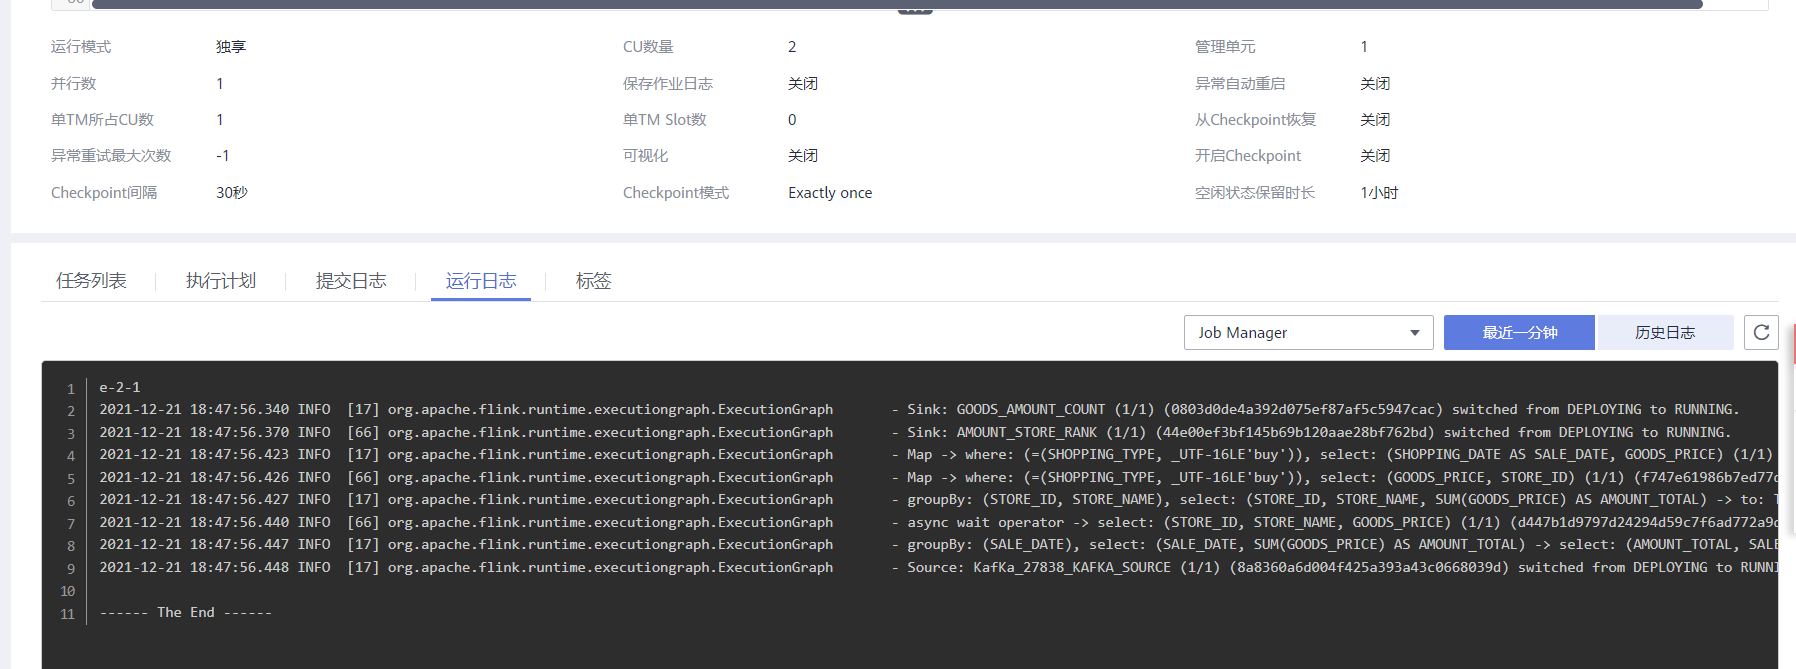 运行模式 独享 CU数量 2 管理单元 1
并行数 1 保存作业日志 关闭 异常自动重启 关闭
单TM所占CU数 1 单TM Slot数 0 从Checkpoint恢复 关闭
异常重试最大次数 -1 可视化 关闭 开启Checkpoint 关闭
Checkpoint间隔 30秒 Checkpoint模式 Exactly once 空闲状态保留时长 1小时
任务列表 执行计划 提交日志 运行日志 标签
Job Manager 最近一分钟 历史日志
1 e-2-1
2 2021-12-21 18:47:56.340 INFO [17] org.apache.flink.runtime.executiongraph.ExecutionGraph - Sink: GOODS_AMOUNT_COUNT (1/1) (0803d0de4a392d075ef87af5c5947cac) switched from DEPLOYING to RUNNING.
3 2021-12-21 18:47:56.370 INFO [66] org.apache.flink.runtime.executiongraph.ExecutionGraph - Sink: AMOUNT_STORE_RANK (1/1) (44e00ef3bf145b69b120aae28bf762bd) switched from DEPLOYING to RUNNING.
4 2021-12-21 18:47:56.423 INFO [17] org.apache.flink.runtime.executiongraph.ExecutionGraph - Map -> where: (=(SHOPPING_TYPE, _UTF-16LE'buy')), select: (SHOPPING_DATE AS SALE_DATE, GOODS_PRICE) (1/1)
5 2021-12-21 18:47:56.426 INFO [66] org.apache.flink.runtime.executiongraph.ExecutionGraph - Map -> where: (=(SHOPPING_TYPE, _UTF-16LE'buy')), select: (GOODS_PRICE, STORE_ID) (1/1) (f747e61986b7ed77
6 2021-12-21 18:47:56.427 INFO [17] org.apache.flink.runtime.executiongraph.ExecutionGraph - groupBy: (STORE_ID, STORE_NAME), select: (STORE_ID, STORE_NAME, SUM(GOODS_PRICE) AS AMOUNT_TOTAL) -> to:
7 2021-12-21 18:47:56.440 INFO [66] org.apache.flink.runtime.executiongraph.ExecutionGraph - async wait operator -> select: (STORE_ID, STORE_NAME, GOODS_PRICE) (1/1) (d447b1d9797d24294d59c7f6ad772a9
8 2021-12-21 18:47:56.447 INFO [17] org.apache.flink.runtime.executiongraph.ExecutionGraph - groupBy: (SALE_DATE), select: (SALE_DATE, SUM(GOODS_PRICE) AS AMOUNT_TOTAL) -> select: (AMOUNT_TOTAL, SALE
9 2021-12-21 18:47:56.448 INFO [17] org.apache.flink.runtime.executiongraph.ExecutionGraph - Source: KafKa_27838_KAFKA_SOURCE (1/1) (8a8360a6d004f425a393a43c0668039d) switched from DEPLOYING to RUNN
10
11 ------ The End ------